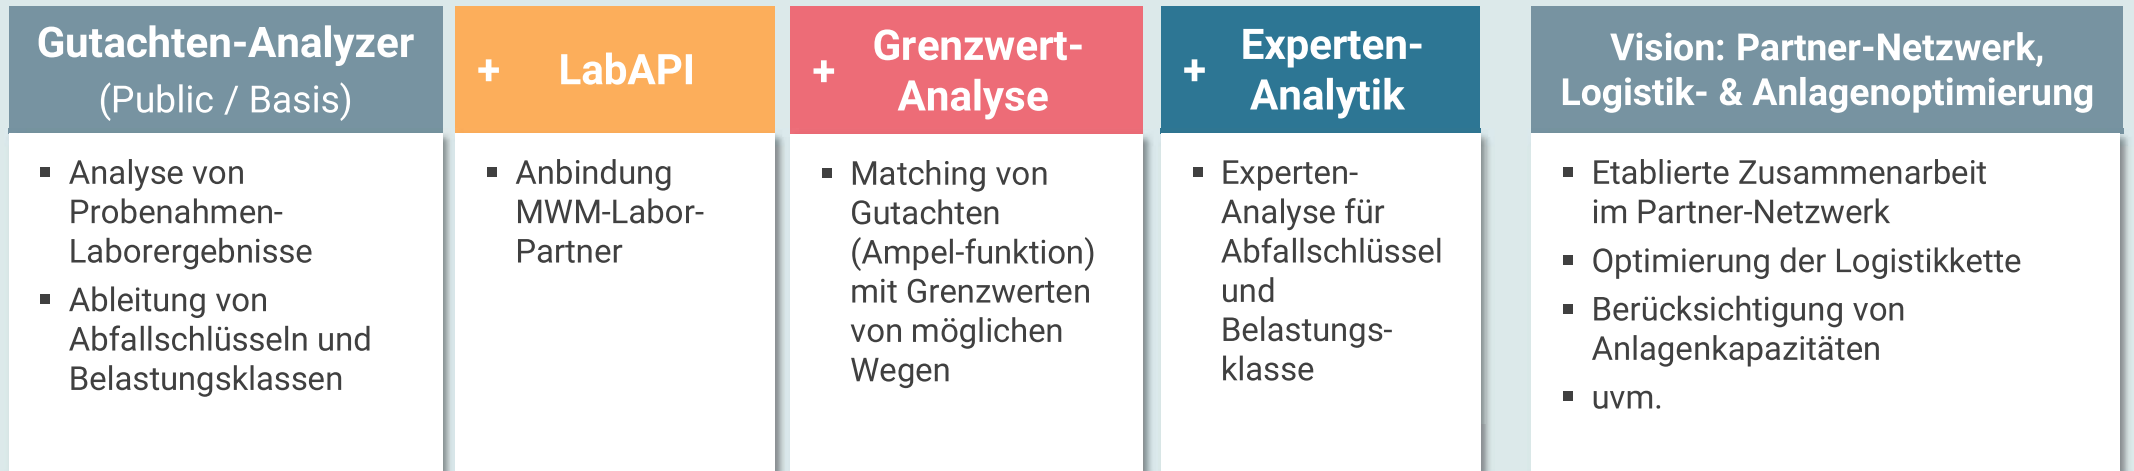 Gutachten-Analyzer
(Public / Basis)
▪ Analyse von
Probenahmen-
Laborergebnisse
▪ Ableitung von
Abfallschlüsseln und
Belastungsklassen
+ LabAPI
▪ Anbindung
MWM-Labor-
Partner
+ Grenzwert-
Analyse
▪ Matching von
Gutachten
(Ampel-funktion)
mit Grenzwerten
von möglichen
Wegen
+ Experten-
Analytik
▪ Experten-
Analyse für
Abfallschlüssel
und
Belastungs-
klasse
Vision: Partner-Netzwerk,
Logistik- & Anlagenoptimierung
▪ Etablierte Zusammenarbeit
im Partner-Netzwerk
▪ Optimierung der Logistikkette
▪ Berücksichtigung von
Anlagenkapazitäten
▪ uvm.